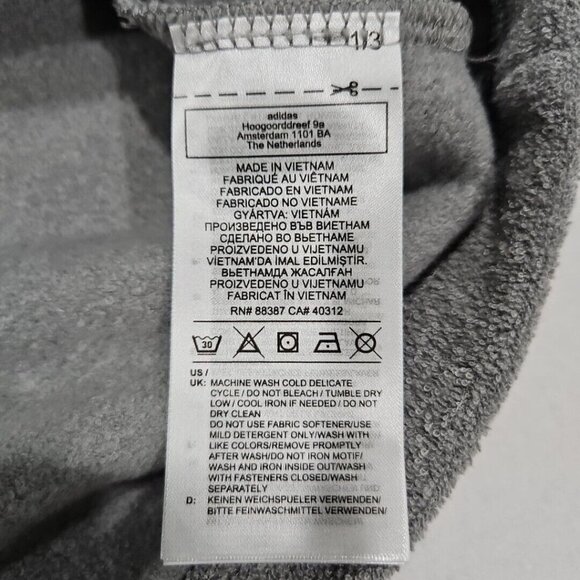 1/3
adidas
Hoogoorddreef 9a
Amsterdam 1101 BA
The Netherlands
MADE IN VIETNAM
FABRIQUÉ AU VIÊTNAM
FABRICADO EN VIETNAM
FABRICADO NO VIETNAME
GYÁRTVA: VIETNÁM
ПРОИЗВЕДЕНО ВЪВ ВИЕТНАМ
СДЕЛАНО ВО ВЬЕТНАМЕ
PROIZVEDENO U VIJETNAMU
VIETNAM'DA İMAL EDİLMİŞTİR.
ВЬЕТНАМДА ЖАСАЛҒАН
PROIZVEDENO U VIJETNAMU
FABRICAT ÎN VIETNAM
RN# 88387 CA# 40312
30
US /
UK: MACHINE WASH COLD DELICATE
CYCLE / DO NOT BLEACH / TUMBLE DRY
LOW / COOL IRON IF NEEDED / DO NOT
DRY CLEAN
DO NOT USE FABRIC SOFTENER/USE
MILD DETERGENT ONLY/WASH WITH
LIKE COLORS/REMOVE PROMPTLY
AFTER WASH/DO NOT IRON MOTIF/
WASH AND IRON INSIDE OUT/WASH
WITH FASTENERS CLOSED/WASH
SEPARATELY
D: KEINEN WEICHSPUELER VERWENDEN/
BITTE FEINWASCHMITTEL VERWENDEN/